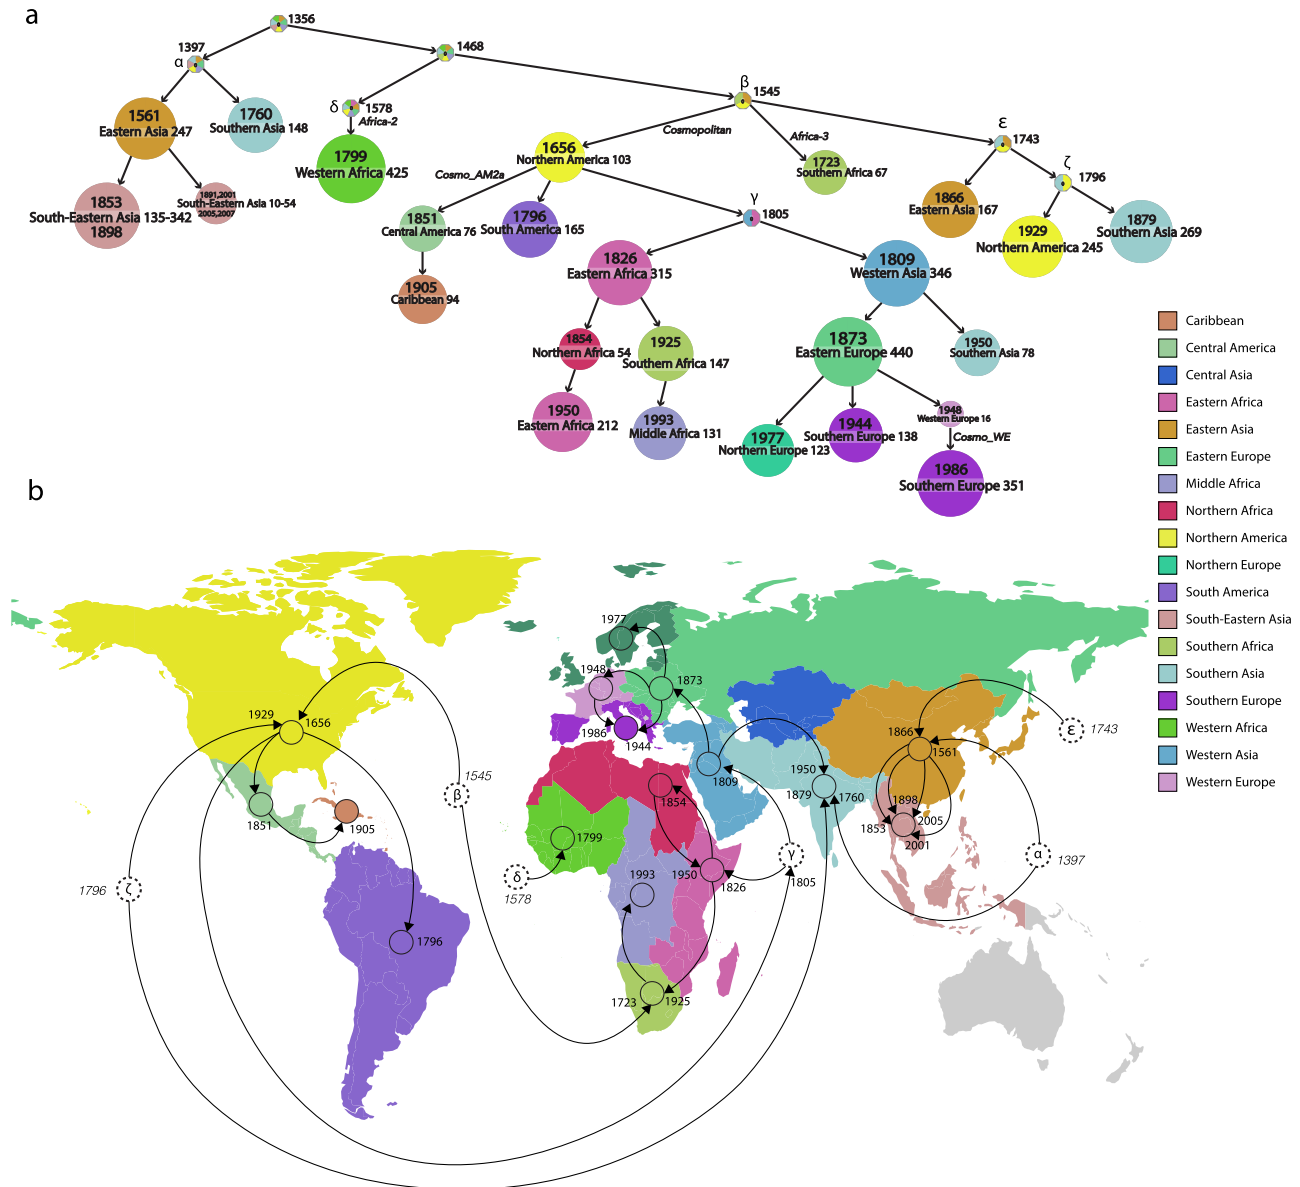 a
1356
1397
α
1468
β
1545
δ
1578
Africa-2
Cosmopolitan
Africa-3
ε
1743
ζ
1796
1561
Eastern Asia 247
1760
Southern Asia 148
1799
Western Africa 425
1656
Northern America 103
1723
Southern Africa 67
Cosmo_AM2a
1853
South-Eastern Asia 135-342
1898
1891,2001
South-Eastern Asia 10-54
2005,2007
1851
Central America 76
1796
South America 165
γ
1805
1866
Eastern Asia 167
1929
Northern America 245
1879
Southern Asia 269
1905
Caribbean 94
1826
Eastern Africa 315
1809
Western Asia 346
1854
Northern Africa 54
1925
Southern Africa 147
1873
Eastern Europe 440
1950
Southern Asia 78
1950
Eastern Africa 212
1993
Middle Africa 131
1977
Northern Europe 123
1944
Southern Europe 138
1948
Western Europe 16
Cosmo_WE
1986
Southern Europe 351
Caribbean
Central America
Central Asia
Eastern Africa
Eastern Asia
Eastern Europe
Middle Africa
Northern Africa
Northern America
Northern Europe
South America
South-Eastern Asia
Southern Africa
Southern Asia
Southern Europe
Western Africa
Western Asia
Western Europe
b
1977
1948
1873
1929
1656
1986
1944
1866
1561
ε
1743
1545
β
1809
1950
1879
1760
1898
2005
1853
2001
1851
1905
1854
1799
α
1397
γ
1805
1796
ζ
δ
1578
1993
1950
1826
1796
1723
1925